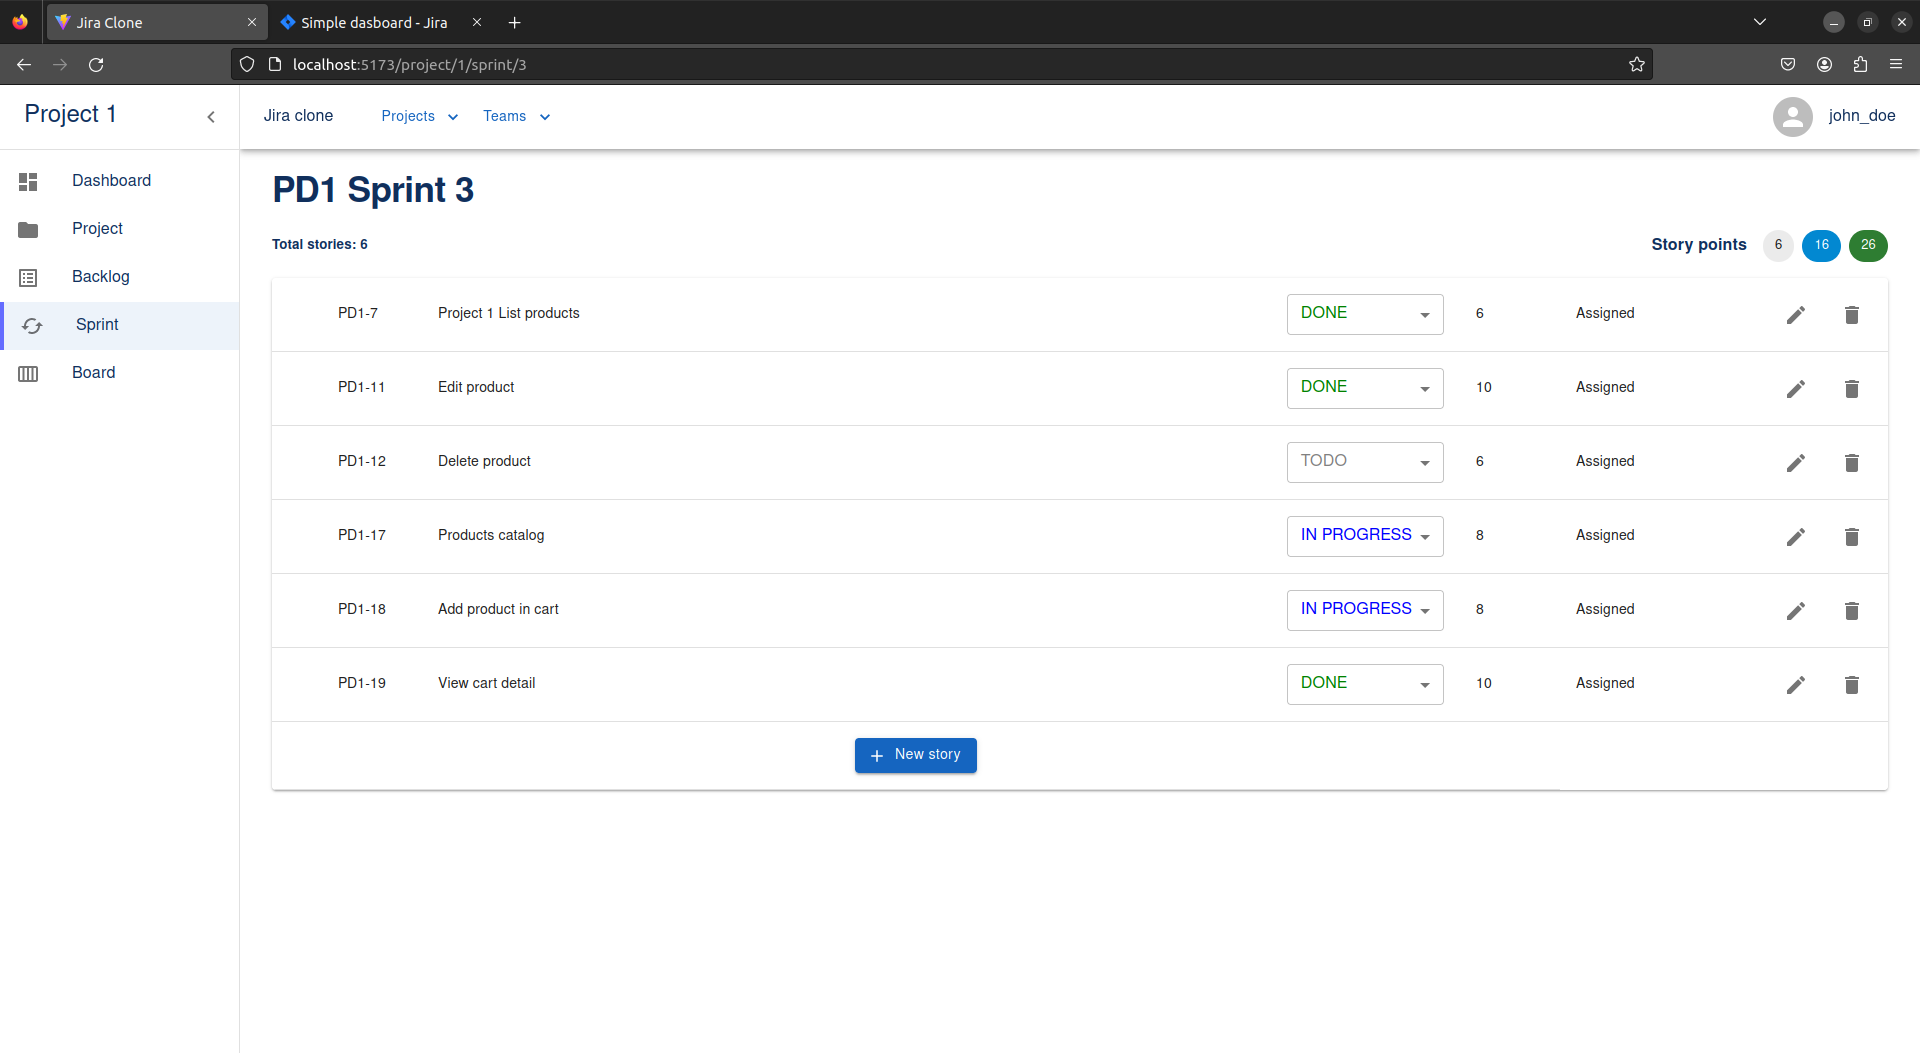 Jira Clone
Simple dasboard - Jira
localhost:5173/project/1/sprint/3
Project 1
Jira clone
Projects
Teams
john_doe
Dashboard
Project
Backlog
Sprint
Board
PD1 Sprint 3
Total stories: 6
Story points 6 16 26
PD1-7 Project 1 List products DONE 6 Assigned
PD1-11 Edit product DONE 10 Assigned
PD1-12 Delete product TODO 6 Assigned
PD1-17 Products catalog IN PROGRESS 8 Assigned
PD1-18 Add product in cart IN PROGRESS 8 Assigned
PD1-19 View cart detail DONE 10 Assigned
New story